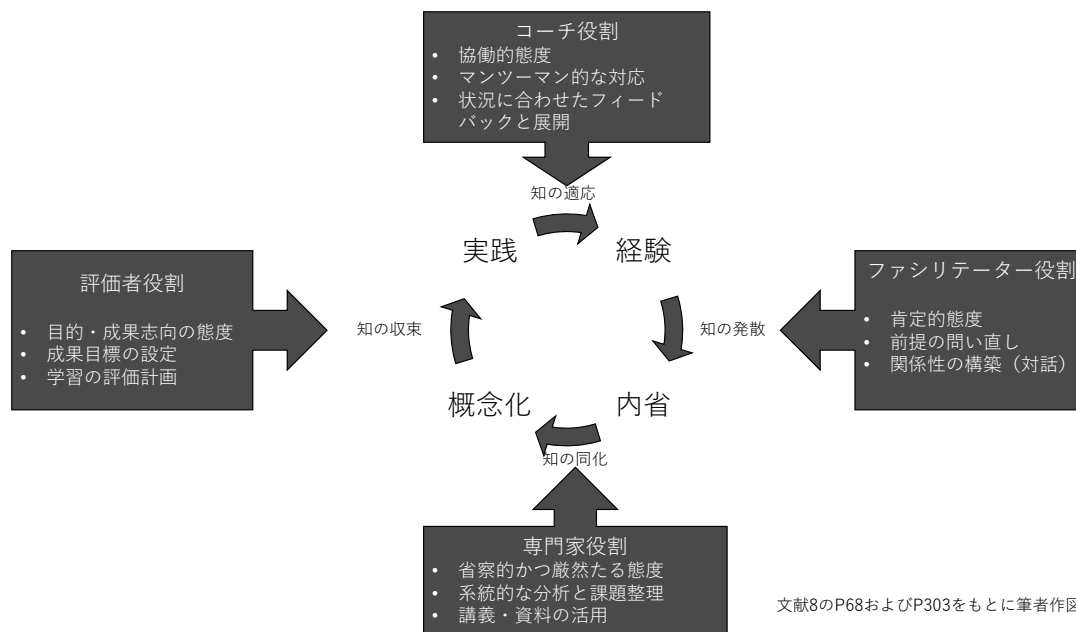 コーチ役割
• 協働的態度
• マンツーマン的な対応
• 状況に合わせたフィード
バックと展開
知の適応
実践
経験
評価者役割
• 目的・成果志向の態度
• 成果目標の設定
• 学習の評価計画
知の収束
知の発散
ファシリテーター役割
• 肯定的態度
• 前提の問い直し
• 関係性の構築（対話）
概念化
内省
知の同化
専門家役割
• 省察的かつ厳然たる態度
• 系統的な分析と課題整理
• 講義・資料の活用
文献8のP68およびP303をもとに筆者作図